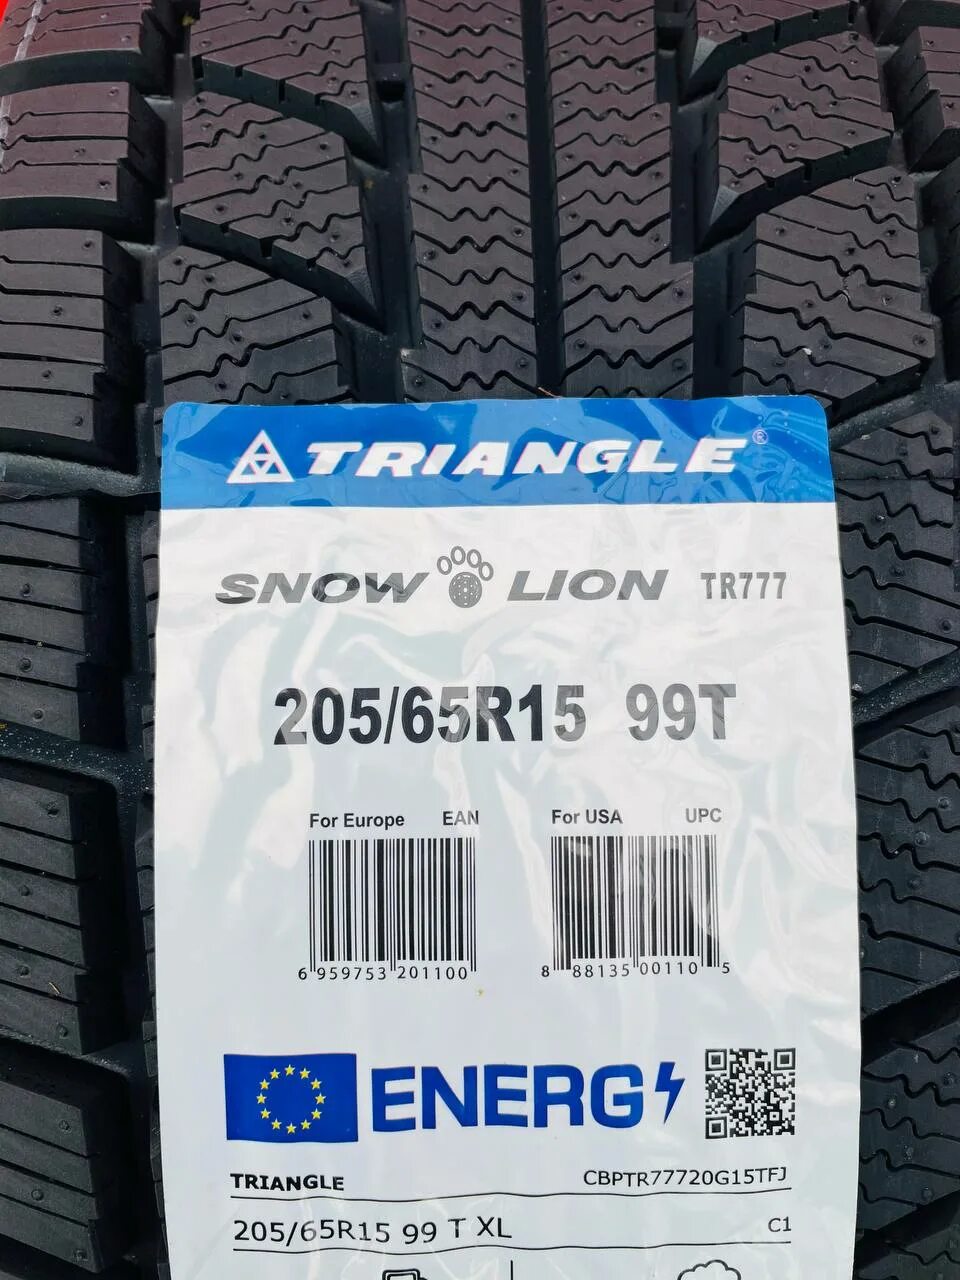 TRIANGLE®
SNOW LION TR777
205/65R15 99T
For Europe EAN
For USA UPC
6 959753 201100
8 88135 00110 5
ENERG
TRIANGLE CBPTR77720G15TFJ
205/65R15 99 T XL C1